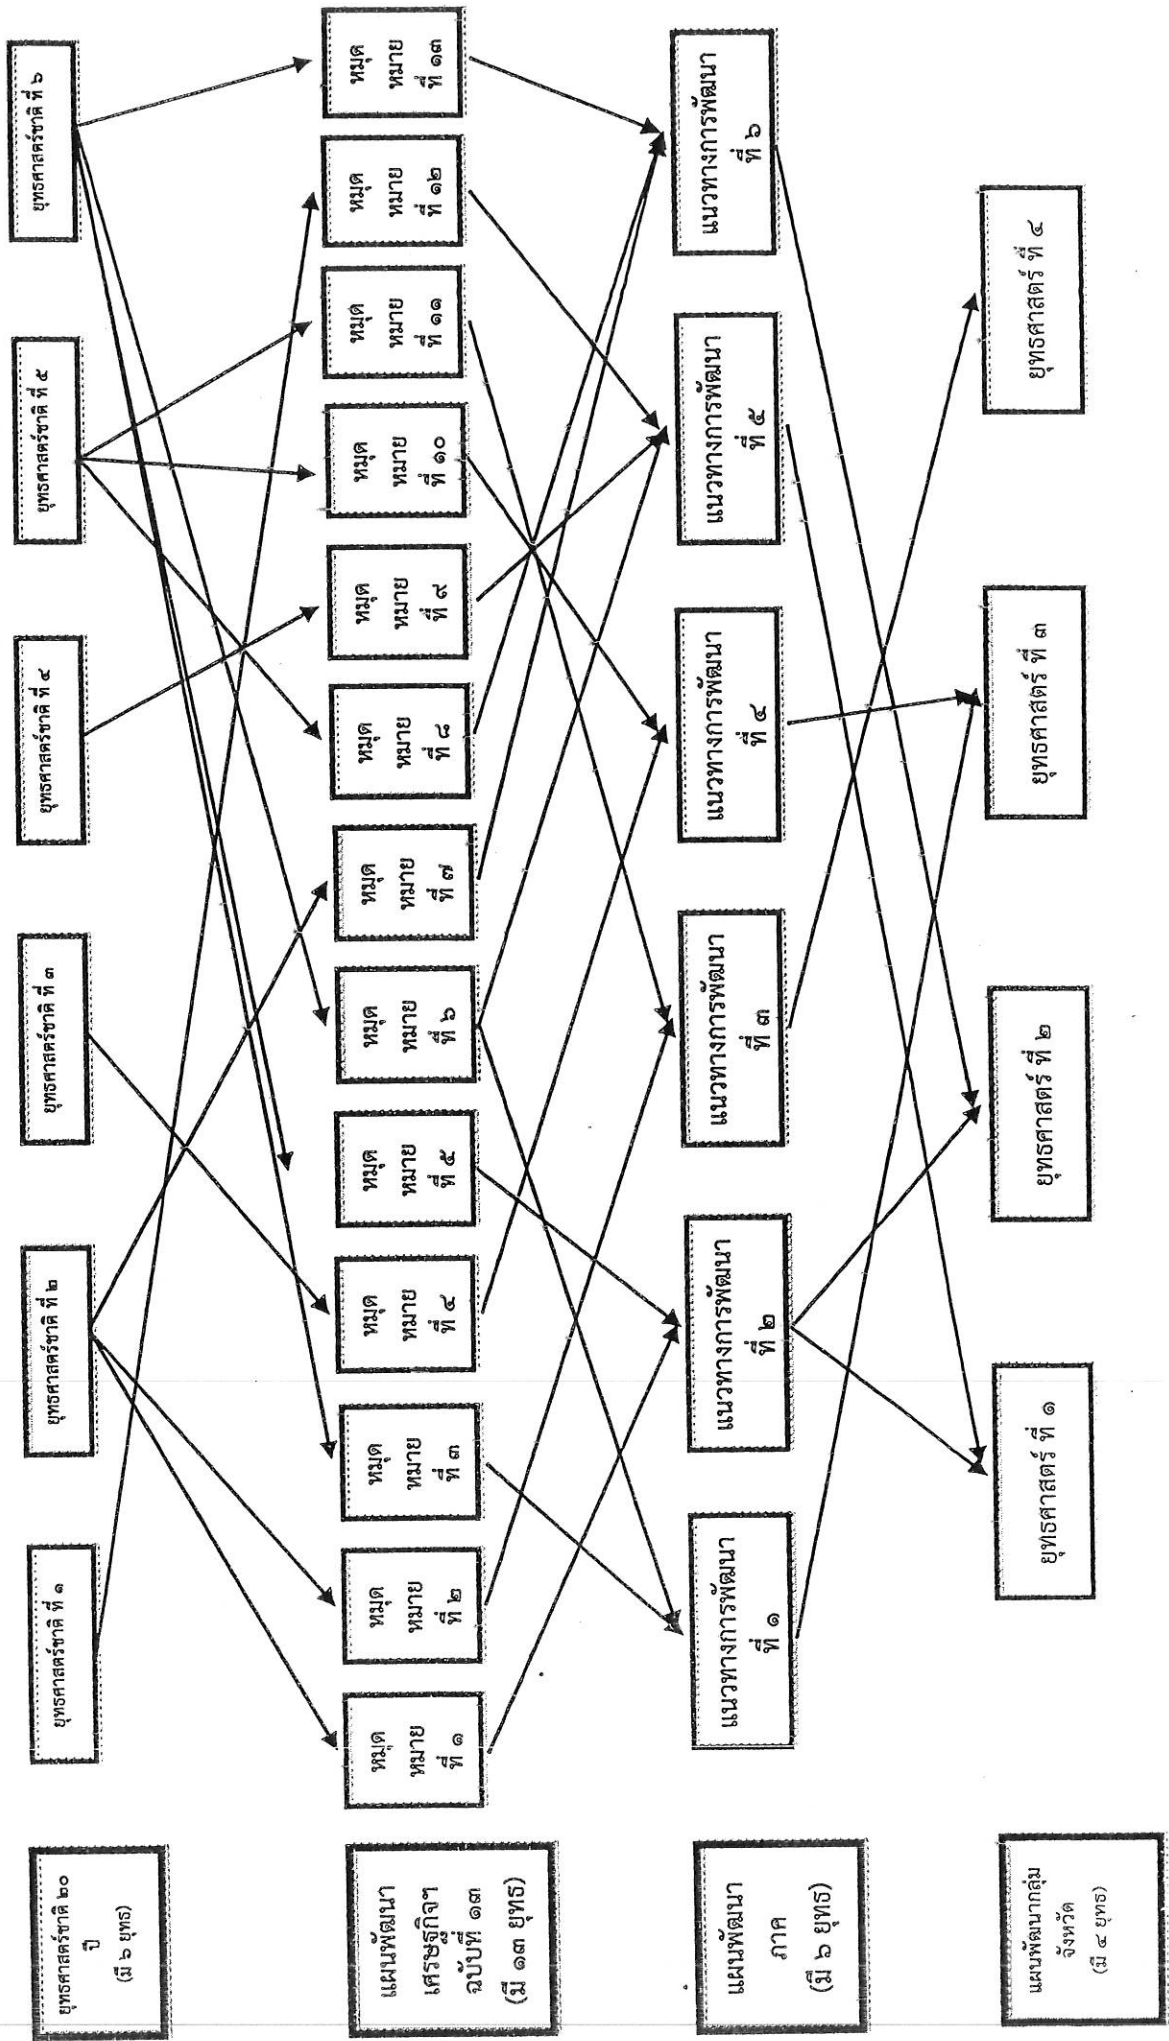 ยุทธศาสตร์ชาติ ๒๐
ปี
(มี ๖ ยุทธ)
ยุทธศาสตร์ชาติ ที่ ๑
ยุทธศาสตร์ชาติ ที่ ๒
ยุทธศาสตร์ชาติ ที่ ๓
ยุทธศาสตร์ชาติ ที่ ๔
ยุทธศาสตร์ชาติ ที่ ๕
ยุทธศาสตร์ชาติ ที่ ๖
แผนพัฒนา
เศรษฐกิจฯ
ฉบับที่ ๑๓
(มี ๑๓ ยุทธ)
หมุด
หมาย
ที่ ๑
หมุด
หมาย
ที่ ๒
หมุด
หมาย
ที่ ๓
หมุด
หมาย
ที่ ๔
หมุด
หมาย
ที่ ๕
หมุด
หมาย
ที่ ๖
หมุด
หมาย
ที่ ๗
หมุด
หมาย
ที่ ๘
หมุด
หมาย
ที่ ๙
หมุด
หมาย
ที่ ๑๐
หมุด
หมาย
ที่ ๑๑
หมุด
หมาย
ที่ ๑๒
หมุด
หมาย
ที่ ๑๓
แผนพัฒนา
ภาค
(มี ๖ ยุทธ)
แนวทางการพัฒนา
ที่ ๑
แนวทางการพัฒนา
ที่ ๒
แนวทางการพัฒนา
ที่ ๓
แนวทางการพัฒนา
ที่ ๔
แนวทางการพัฒนา
ที่ ๕
แนวทางการพัฒนา
ที่ ๖
แผนพัฒนากลุ่ม
จังหวัด
(มี ๔ ยุทธ)
ยุทธศาสตร์ ที่ ๑
ยุทธศาสตร์ ที่ ๒
ยุทธศาสตร์ ที่ ๓
ยุทธศาสตร์ ที่ ๔